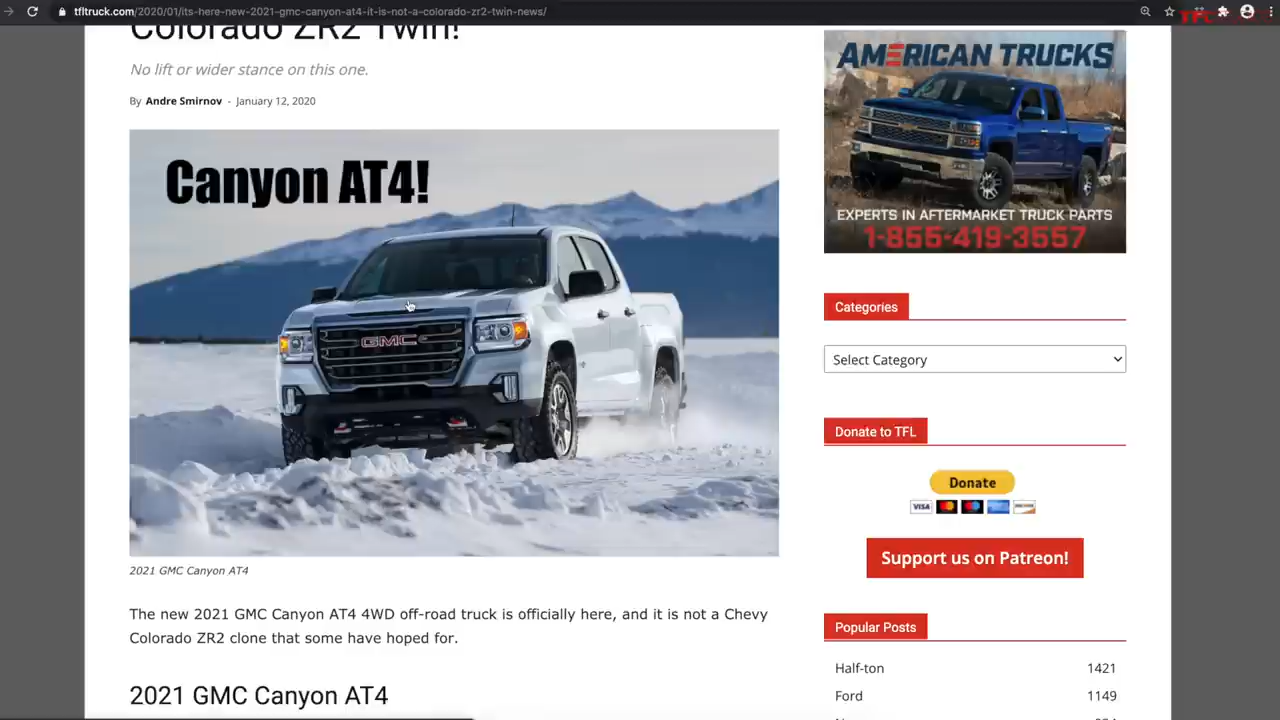 tfltruck.com/2020/01/its-here-new-2021-gmc-canyon-at4-it-is-not-a-colorado-zr2-twin-news/
Colorado ZR2 Twin!
No lift or wider stance on this one.
By Andre Smirnov - January 12, 2020
Canyon AT4!
GMC
2021 GMC Canyon AT4
The new 2021 GMC Canyon AT4 4WD off-road truck is officially here, and it is not a Chevy
Colorado ZR2 clone that some have hoped for.
2021 GMC Canyon AT4
AMERICAN TRUCKS
EXPERTS IN AFTERMARKET TRUCK PARTS
1-855-419-3557
Categories
Select Category
Donate to TFL
Donate
VISA
Support us on Patreon!
Popular Posts
Half-ton 1421
Ford 1149